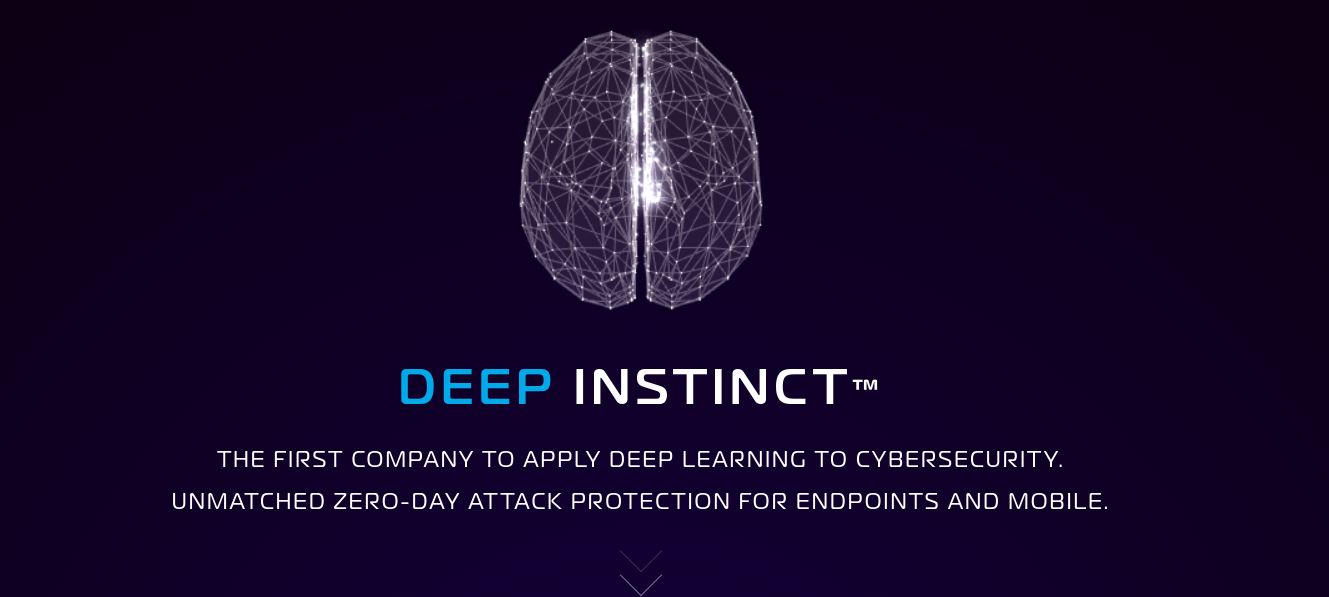 DEEP INSTINCT™
THE FIRST COMPANY TO APPLY DEEP LEARNING TO CYBERSECURITY.
UNMATCHED ZERO-DAY ATTACK PROTECTION FOR ENDPOINTS AND MOBILE.